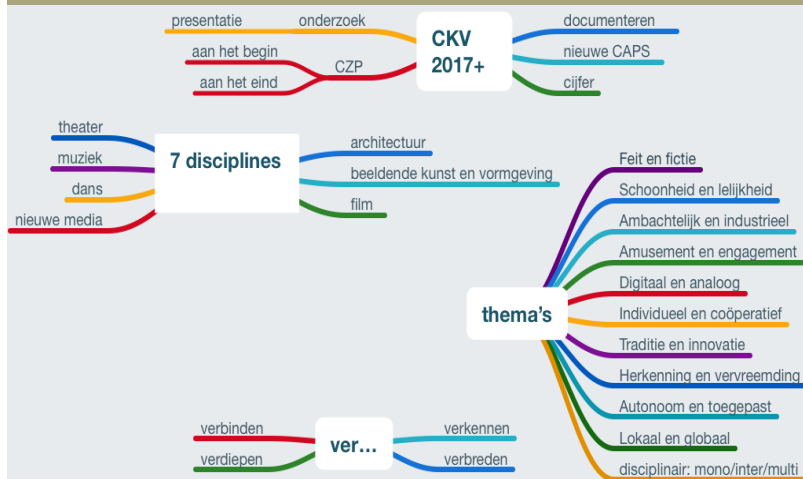 presentatie
onderzoek
aan het begin
aan het eind
CZP
CKV
2017+
documenteren
nieuwe CAPS
cijfer
theater
muziek
dans
nieuwe media
7 disciplines
architectuur
beeldende kunst en vormgeving
film
thema's
Feit en fictie
Schoonheid en lelijkheid
Ambachtelijk en industrieel
Amusement en engagement
Digitaal en analoog
Individueel en coöperatief
Traditie en innovatie
Herkenning en vervreemding
Autonoom en toegepast
Lokaal en globaal
disciplinair: mono/inter/multi
verbinden
verdiepen
ver...
verkennen
verbreden